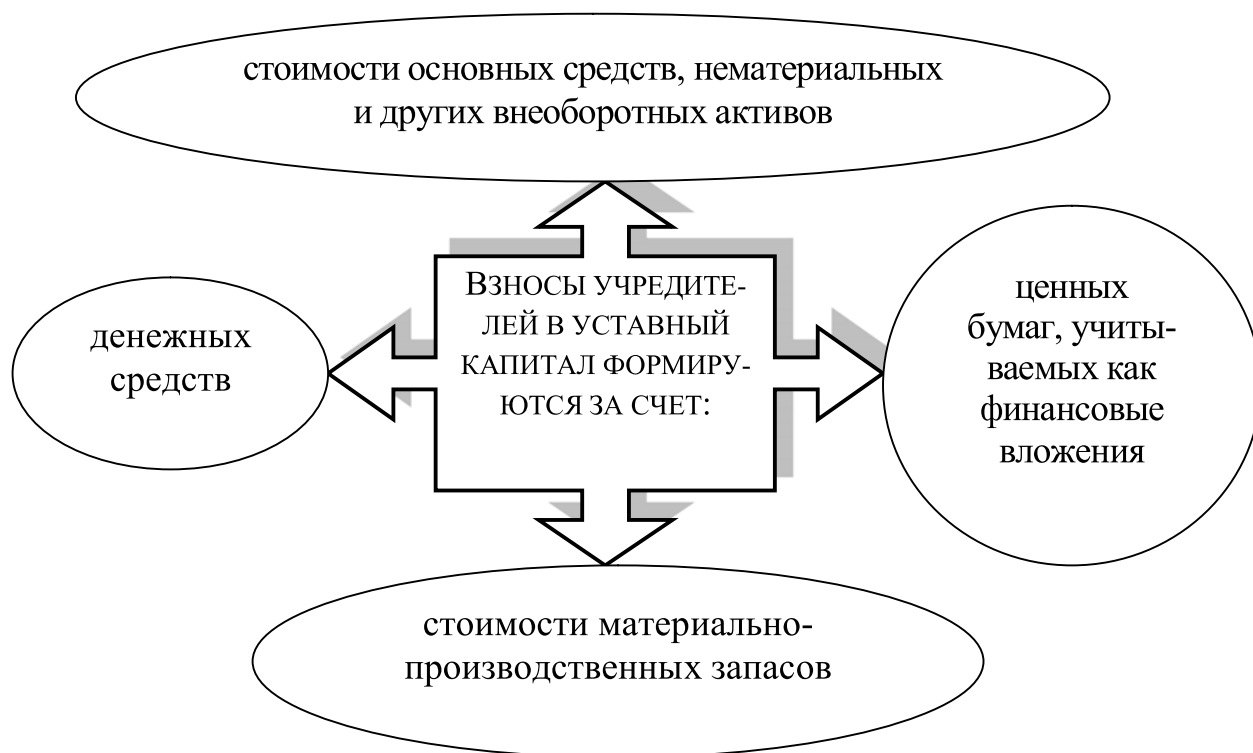 стоимости основных средств, нематериальных
и других внеоборотных активов
ВЗНОСЫ УЧРЕДИТЕ-
ЛЕЙ В УСТАВНЫЙ
КАПИТАЛ ФОРМИРУ-
ЮТСЯ ЗА СЧЕТ:
денежных
средств
ценных
бумаг, учиты-
ваемых как
финансовые
вложения
стоимости материально-
производственных запасов